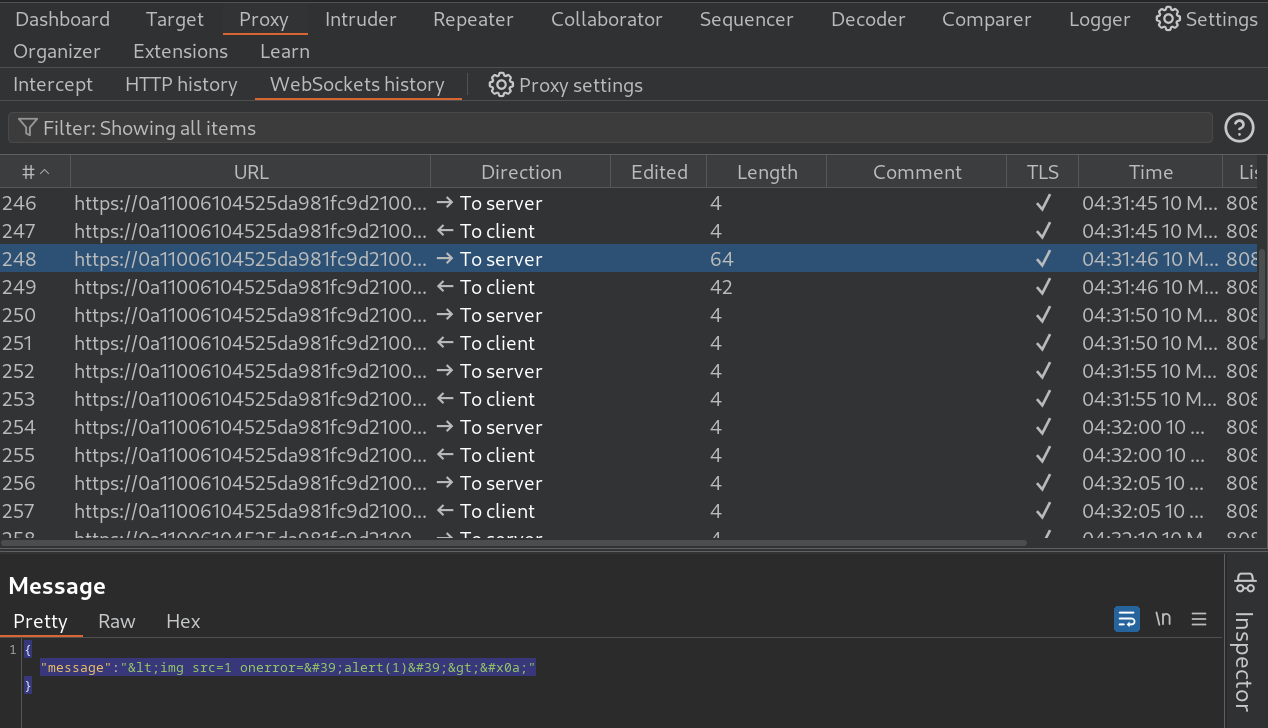 Dashboard Target Proxy Intruder Repeater Collaborator Sequencer Decoder Comparer Logger Settings
Organizer Extensions Learn
Intercept HTTP history WebSockets history Proxy settings
Filter: Showing all items ?
# URL Direction Edited Length Comment TLS Time Lis
246 https://0a11006104525da981fc9d2100... → To server 4 ✓ 04:31:45 10 M... 808
247 https://0a11006104525da981fc9d2100... ← To client 4 ✓ 04:31:45 10 M... 808
248 https://0a11006104525da981fc9d2100... → To server 64 ✓ 04:31:46 10 M... 808
249 https://0a11006104525da981fc9d2100... ← To client 42 ✓ 04:31:46 10 M... 808
250 https://0a11006104525da981fc9d2100... → To server 4 ✓ 04:31:50 10 M... 808
251 https://0a11006104525da981fc9d2100... ← To client 4 ✓ 04:31:50 10 M... 808
252 https://0a11006104525da981fc9d2100... → To server 4 ✓ 04:31:55 10 M... 808
253 https://0a11006104525da981fc9d2100... ← To client 4 ✓ 04:31:55 10 M... 808
254 https://0a11006104525da981fc9d2100... → To server 4 ✓ 04:32:00 10 ... 808
255 https://0a11006104525da981fc9d2100... ← To client 4 ✓ 04:32:00 10 ... 808
256 https://0a11006104525da981fc9d2100... → To server 4 ✓ 04:32:05 10 ... 808
257 https://0a11006104525da981fc9d2100... ← To client 4 ✓ 04:32:05 10 ... 808
258 https://0a11006104525da981fc9d2100... → To server 4 ✓ 04:32:10 10 M... 808
Message
Pretty Raw Hex \n
1 {
"message":"&lt;img src=1 onerror=&#39;alert(1)&#39;&gt;&#x0a;"
}
Inspector